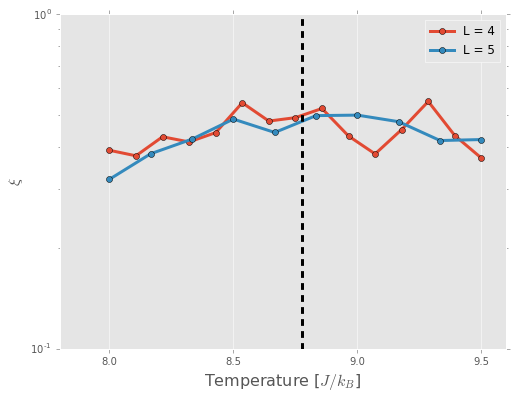 10⁰
L = 4
L = 5
ξ
10⁻¹
8.0 8.5 9.0 9.5
Temperature [J/k_B]